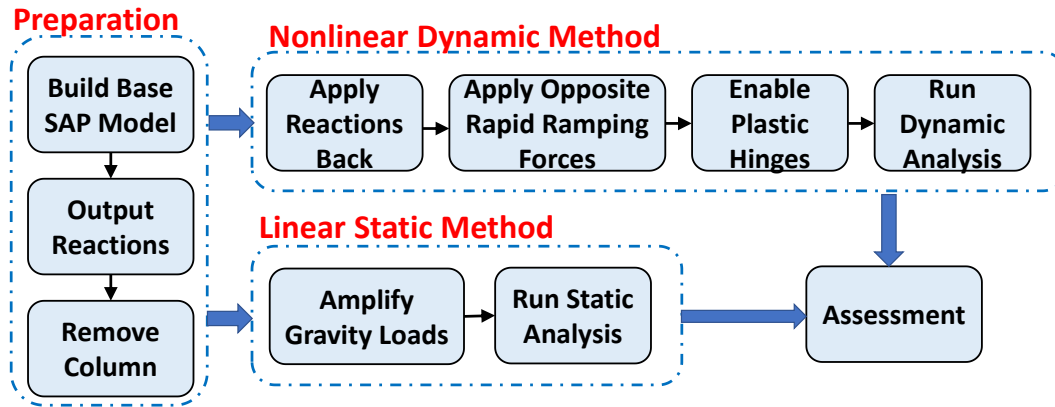 Preparation
Build Base
SAP Model
Output
Reactions
Remove
Column
Nonlinear Dynamic Method
Apply
Reactions
Back
Apply Opposite
Rapid Ramping
Forces
Enable
Plastic
Hinges
Run
Dynamic
Analysis
Linear Static Method
Amplify
Gravity Loads
Run Static
Analysis
Assessment